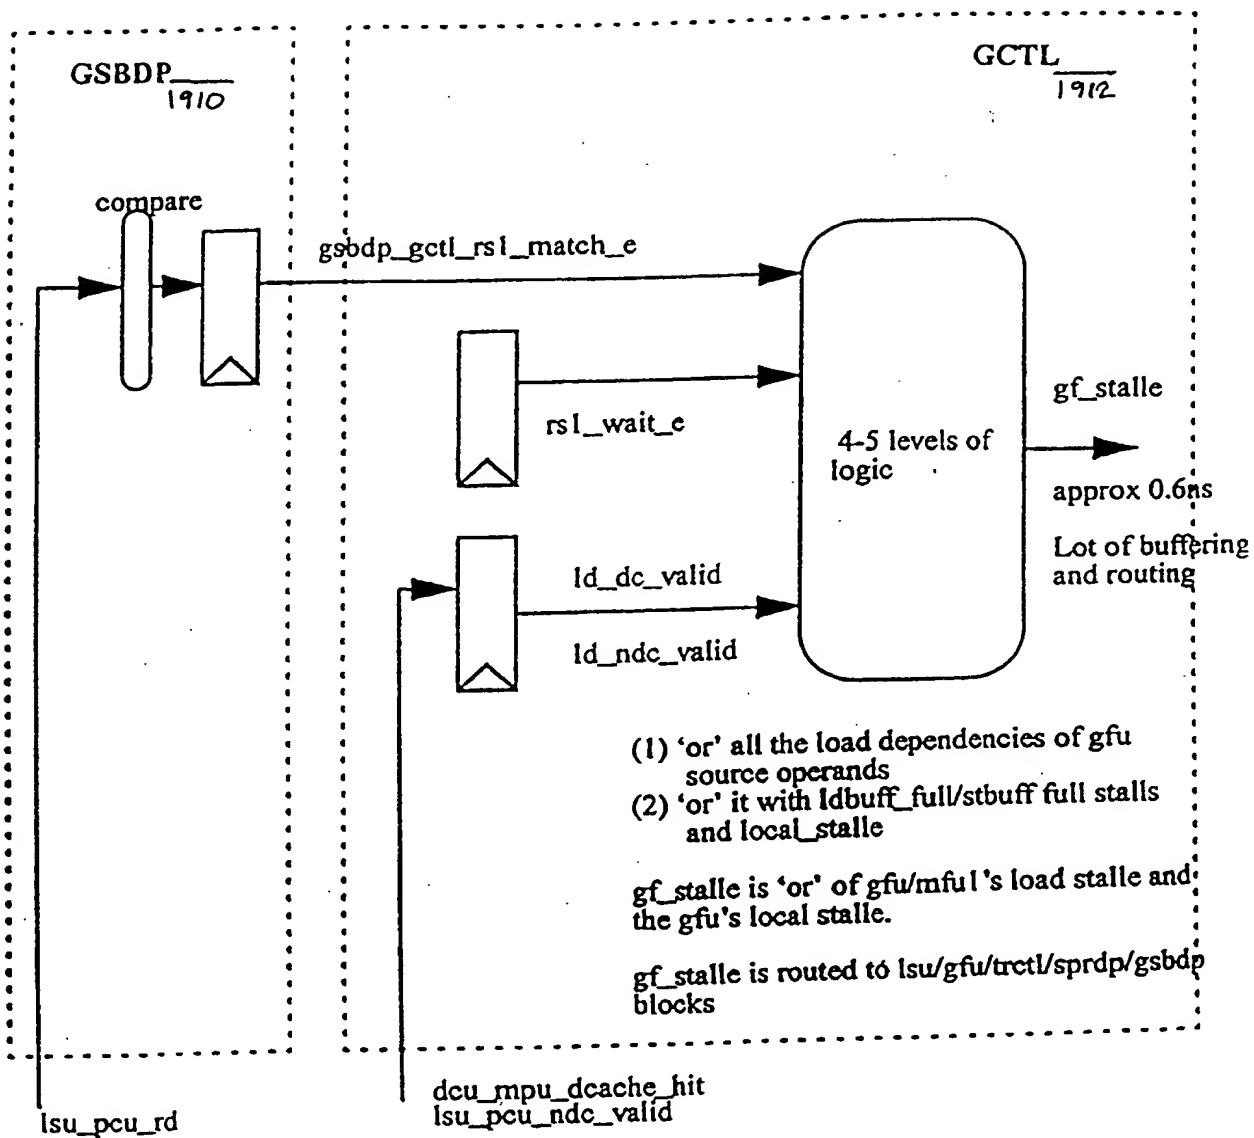 GSBDP
1910
GCTL
1912
compare
gsbdp_gctl_rs1_match_e
rs1_wait_e
ld_dc_valid
ld_ndc_valid
4-5 levels of
logic
gf_stalle
approx 0.6ns
Lot of buffering
and routing
(1) ‘or’ all the load dependencies of gfu
source operands
(2) ‘or’ it with ldbuff_full/stbuff full stalls
and local_stalle
gf_stalle is ‘or’ of gfu/mfu1's load stalle and
the gfu's local stalle.
gf_stalle is routed to lsu/gfu/trctl/sprdp/gsbdp
blocks
lsu_pcu_rd
dcu_mpu_dcache_hit
lsu_pcu_ndc_valid